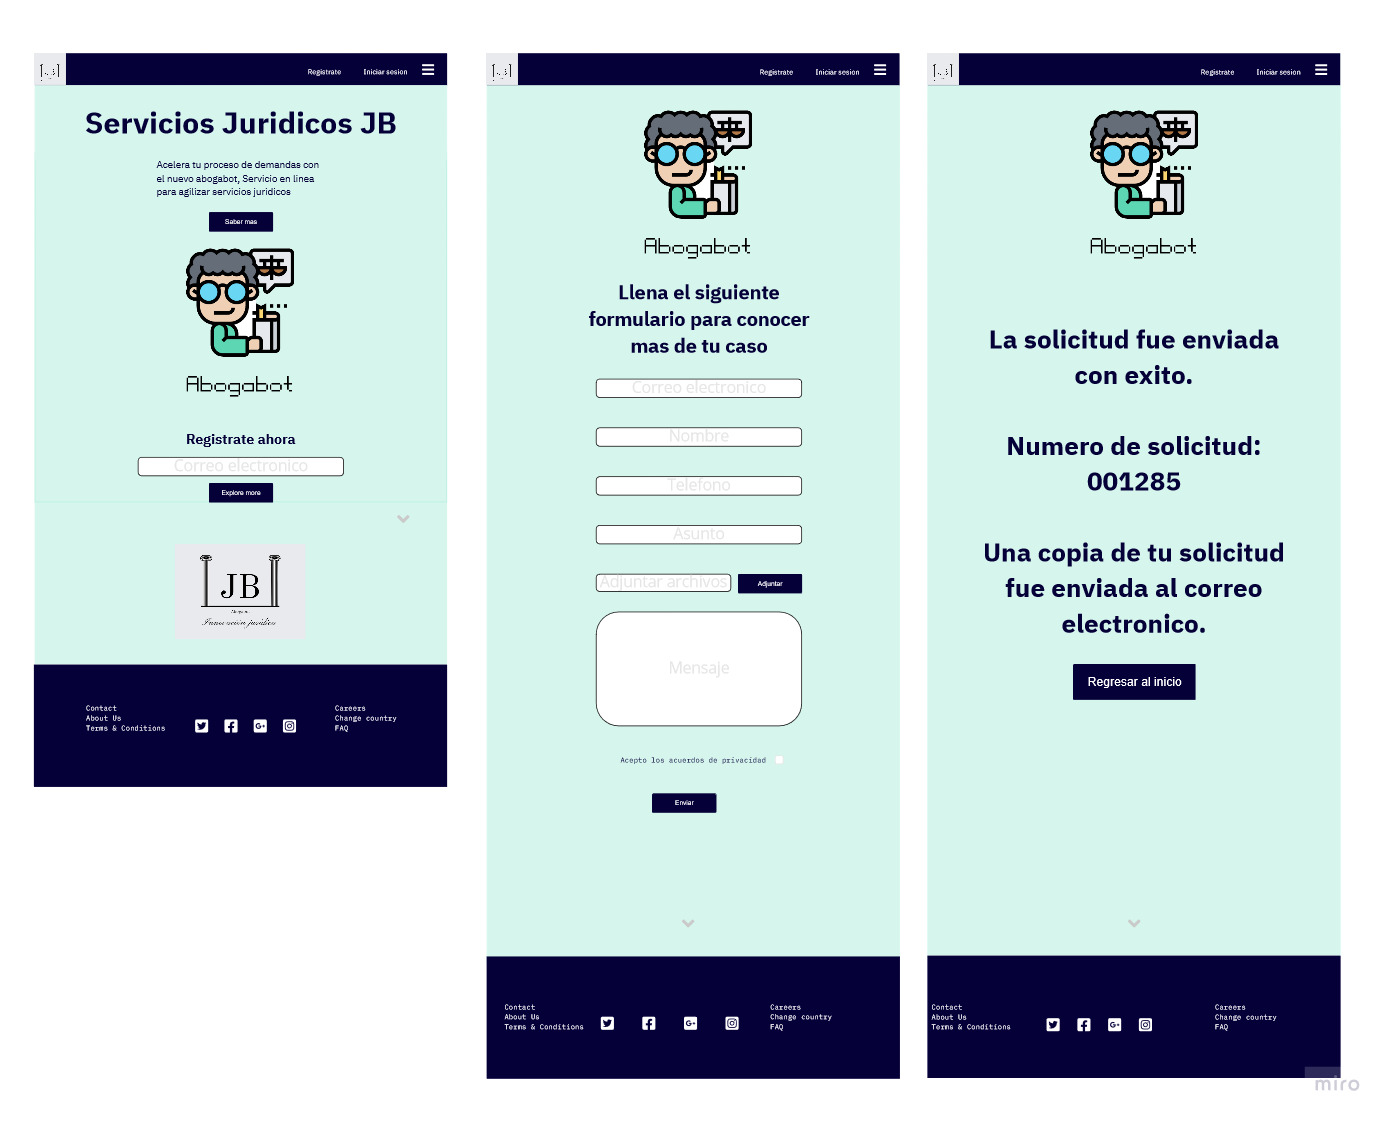 Registrate
Iniciar sesion
Servicios Juridicos JB
Acelera tu proceso de demandas con
el nuevo abogabot, Servicio en linea
para agilizar servicios juridicos
Saber mas
Abogabot
Registrate ahora
Correo electronico
Explore more
JB
Innovación jurídica
Contact
About Us
Terms & Conditions
Careers
Change country
FAQ
Registrate
Iniciar sesion
Abogabot
Llena el siguiente
formulario para conocer
mas de tu caso
Correo electronico
Nombre
Telefono
Asunto
Adjuntar archivos
Adjuntar
Mensaje
Acepto los acuerdos de privacidad
Enviar
Contact
About Us
Terms & Conditions
Careers
Change country
FAQ
Registrate
Iniciar sesion
Abogabot
La solicitud fue enviada
con exito.
Numero de solicitud:
001285
Una copia de tu solicitud
fue enviada al correo
electronico.
Regresar al inicio
Contact
About Us
Terms & Conditions
Careers
Change country
FAQ
miro